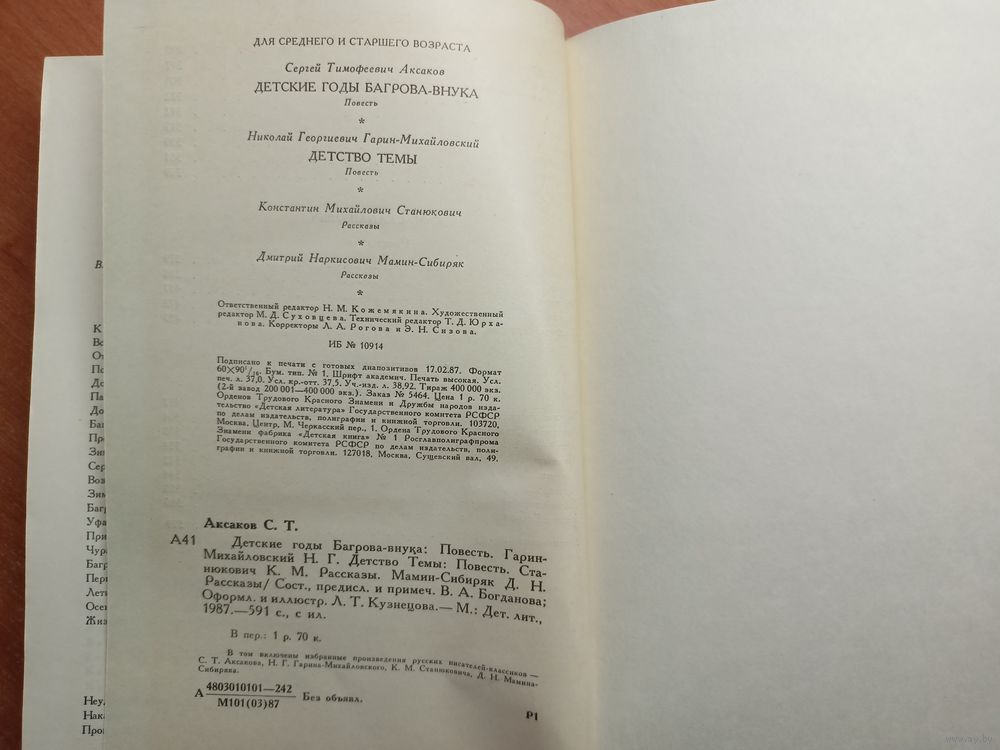 ДЛЯ СРЕДНЕГО И СТАРШЕГО ВОЗРАСТА
Сергей Тимофеевич Аксаков
ДЕТСКИЕ ГОДЫ БАГРОВА-ВНУКА
Повесть
*
Николай Георгиевич Гарин-Михайловский
ДЕТСТВО ТЕМЫ
Повесть
*
Константин Михайлович Станюкович
Рассказы
*
Дмитрий Наркисович Мамин-Сибиряк
Рассказы
*
Ответственный редактор Н. М. Кожемякина. Художественный
редактор М. Д. Суховцева. Технический редактор Т. Д. Юрха-
нова. Корректоры Л. А. Рогова и Э. Н. Сизова.
ИБ № 10914
Подписано к печати с готовых диапозитивов 17.02.87. Формат
60×90¹/₁₆. Бум. тип. № 1. Шрифт академич. Печать высокая. Усл.
печ. л. 37,0. Усл. кр.-отт. 37,5. Уч.-изд. л. 38,92. Тираж 400 000 экз.
(2-й завод 200 001—400 000 экз.). Заказ № 5464. Цена 1 р. 70 к.
Орденов Трудового Красного Знамени и Дружбы народов изда-
тельство «Детская литература» Государственного комитета РСФСР
по делам издательств, полиграфии и книжной торговли. 103720,
Москва, Центр, М. Черкасский пер., 1. Ордена Трудового Красного
Знамени фабрика «Детская книга» № 1 Росглавполиграфпрома
Государственного комитета РСФСР по делам издательств, поли-
графии и книжной торговли. 127018, Москва, Сущевский вал, 49.
Аксаков С. Т.
А41 Детские годы Багрова-внука: Повесть. Гарин-
Михайловский Н. Г. Детство Темы: Повесть. Ста-
нюкович К. М. Рассказы. Мамин-Сибиряк Д. Н.
Рассказы/ Сост., предисл. и примеч. В. А. Богданова;
Оформл. и иллюстр. Л. Т. Кузнецова.— М.: Дет. лит.,
1987.—591 с., с ил.
В пер.: 1 р. 70 к.
В том включены избранные произведения русских писателей-классиков —
С. Т. Аксакова, Н. Г. Гарина-Михайловского, К. М. Станюковича, Д. Н. Мамина-
Сибиряка.
А 4803010101—242 Без объявл.
М101(03)87
Р1
www.ay.by